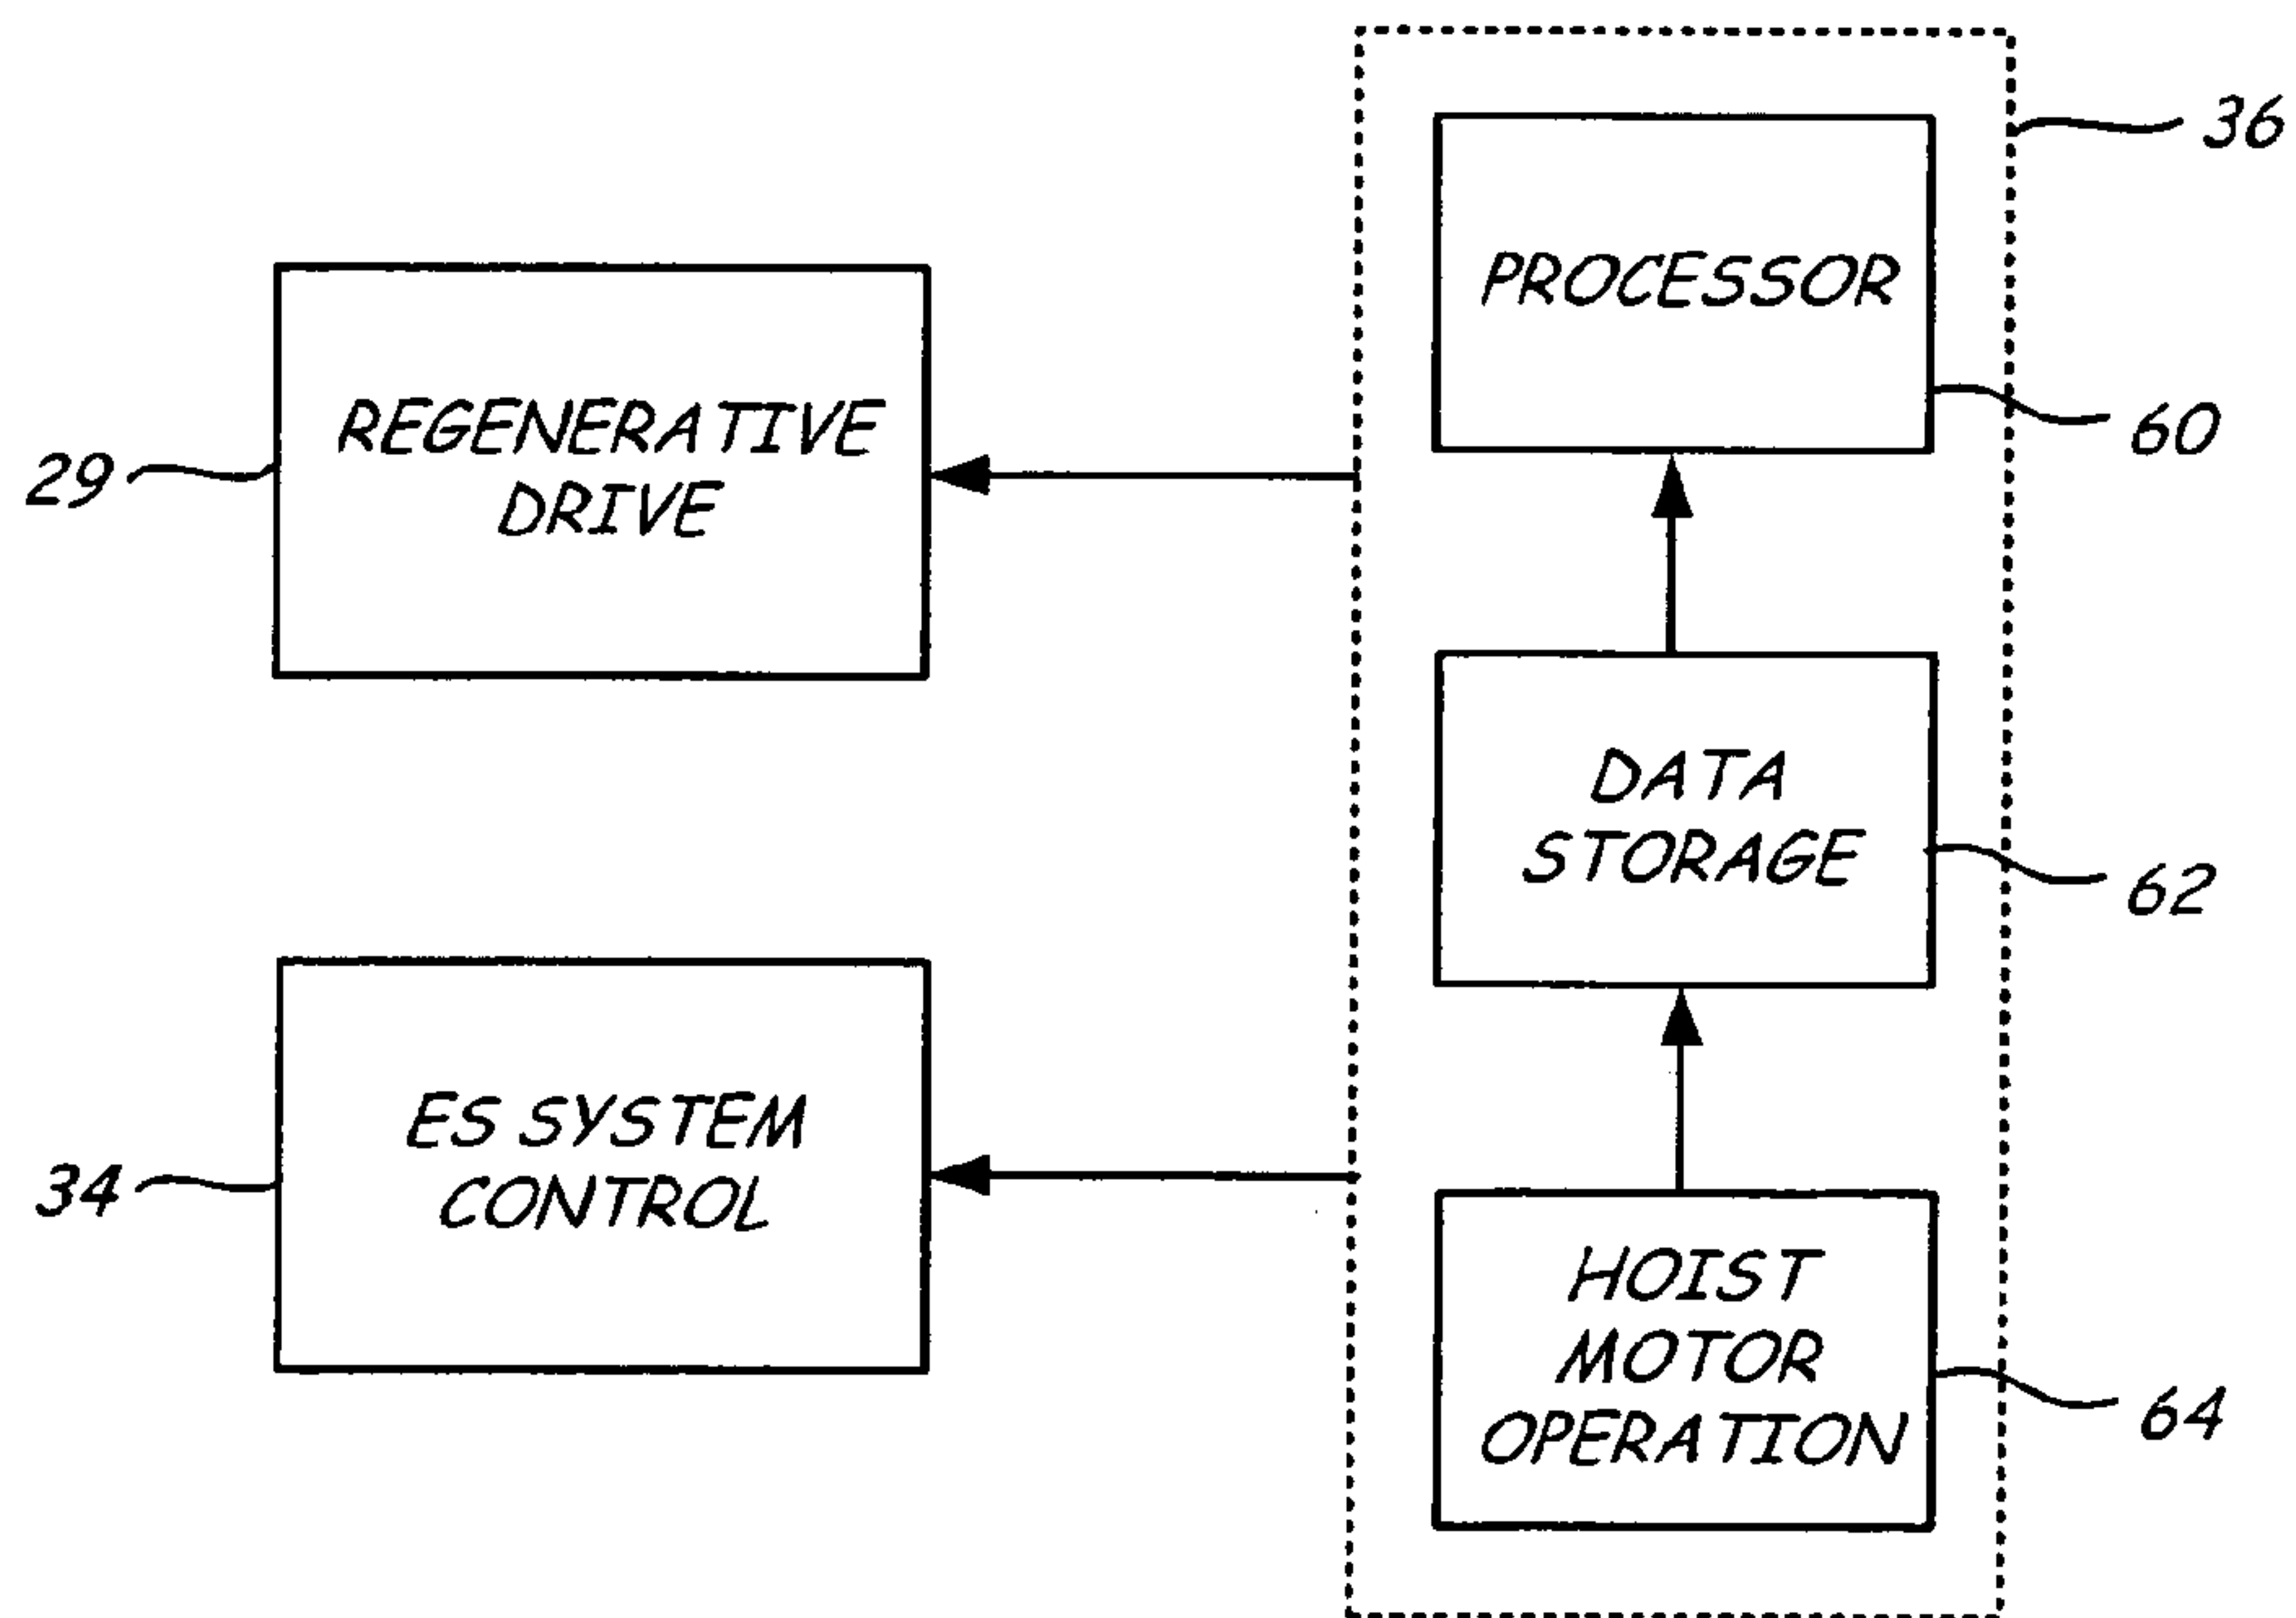 36
PROCESSOR
60
REGENERATIVE
DRIVE
29
DATA
STORAGE
62
ES SYSTEM
CONTROL
34
HOIST
MOTOR
OPERATION
64